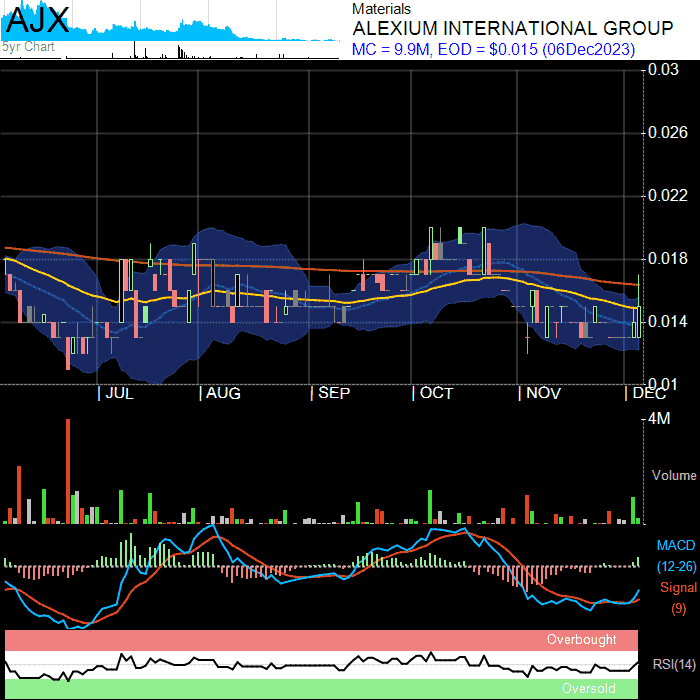 AJX
5yr Chart
Materials
ALEXIUM INTERNATIONAL GROUP
MC = 9.9M, EOD = $0.015 (06Dec2023)
0.03
0.026
0.022
0.018
0.014
0.01
JUL
AUG
SEP
OCT
NOV
DEC
4M
Volume
MACD
(12-26)
Signal
(9)
Overbought
RSI(14)
Oversold